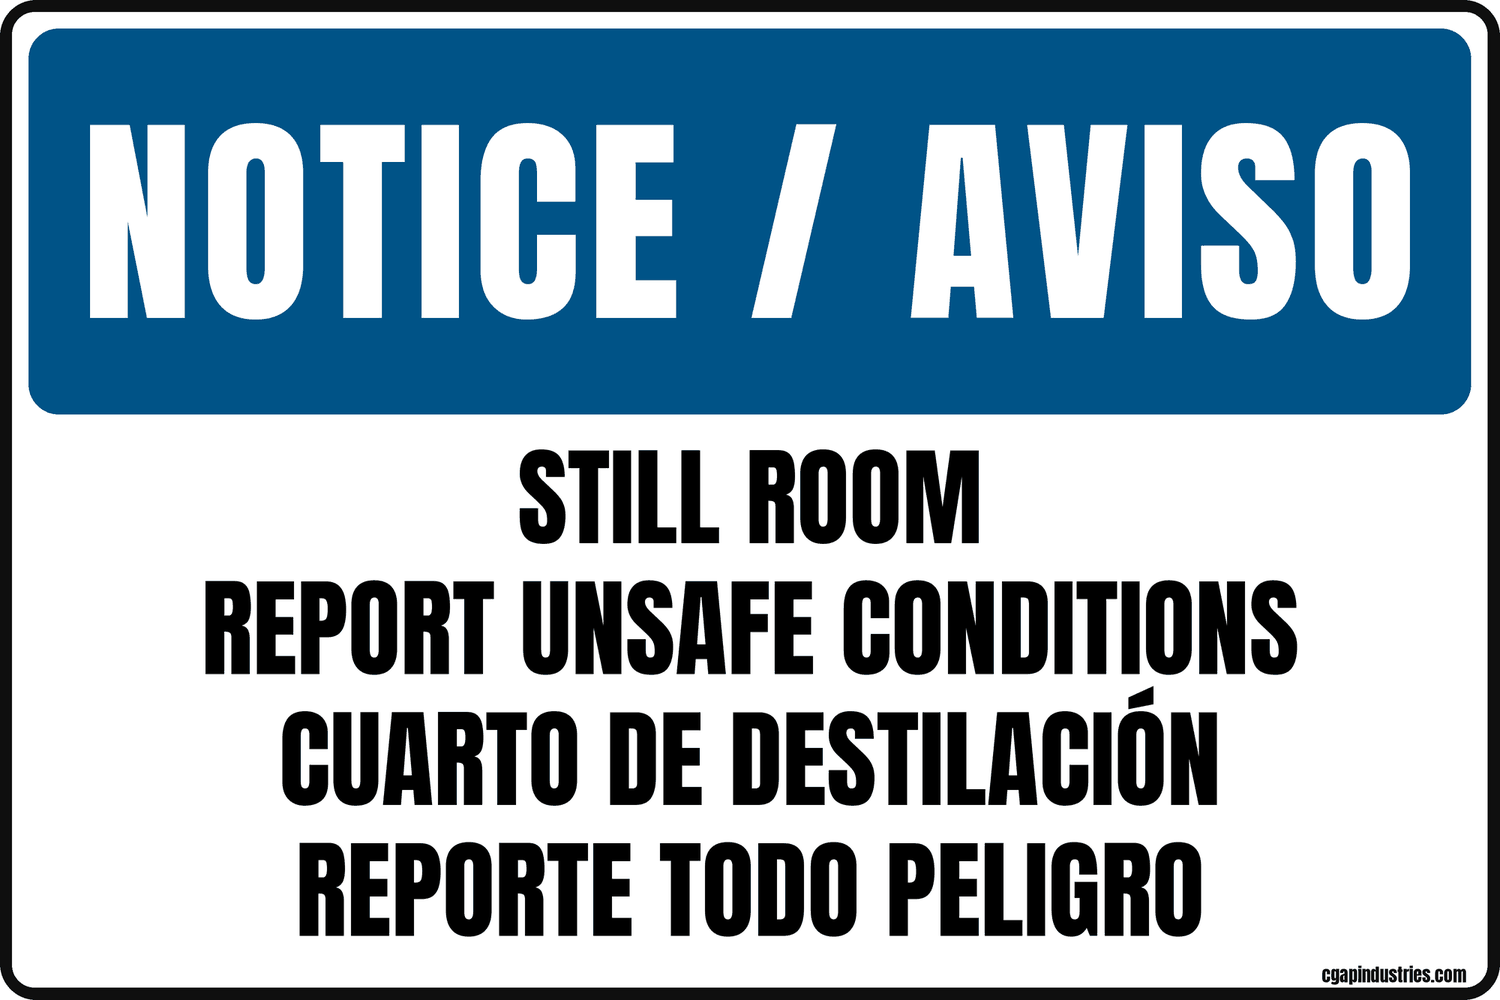 NOTICE / AVISO
STILL ROOM
REPORT UNSAFE CONDITIONS
CUARTO DE DESTILACIÓN
REPORTE TODO PELIGRO
cgapindustries.com